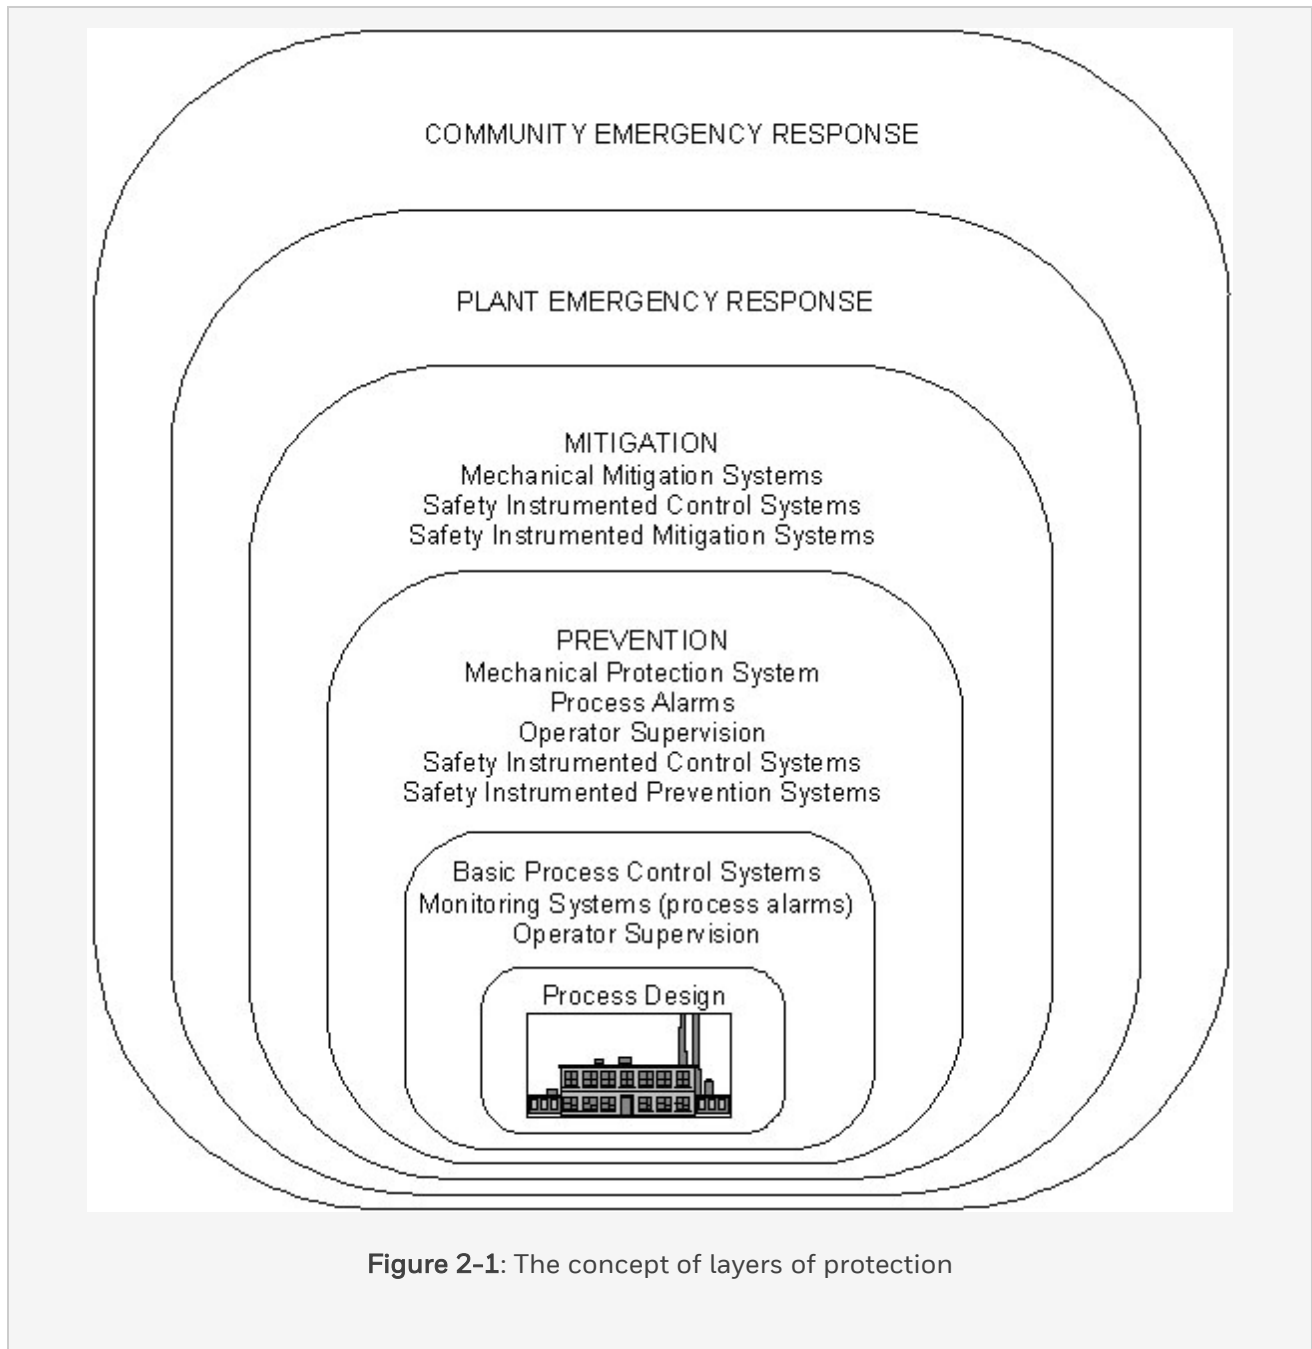 COMMUNITY EMERGENCY RESPONSE
PLANT EMERGENCY RESPONSE
MITIGATION
Mechanical Mitigation Systems
Safety Instrumented Control Systems
Safety Instrumented Mitigation Systems
PREVENTION
Mechanical Protection System
Process Alarms
Operator Supervision
Safety Instrumented Control Systems
Safety Instrumented Prevention Systems
Basic Process Control Systems
Monitoring Systems (process alarms)
Operator Supervision
Process Design
Figure 2-1: The concept of layers of protection